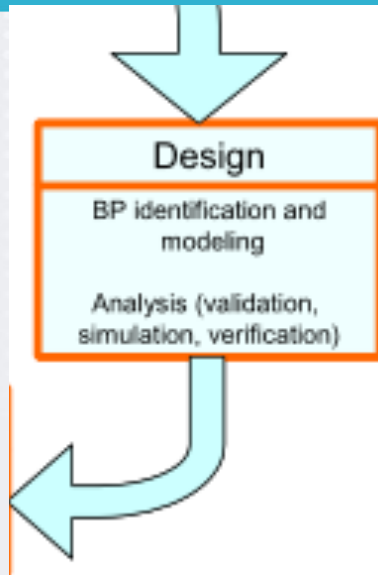 Design
BP identification and
modeling
Analysis (validation,
simulation, verification)